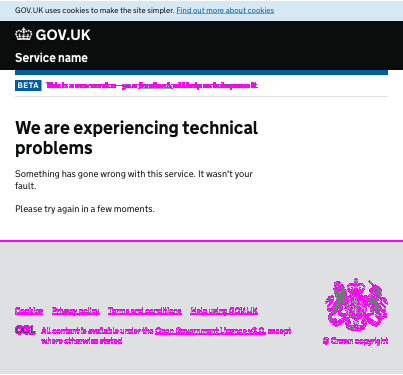 GOV.UK uses cookies to make the site simpler. Find out more about cookies
GOV.UK
Service name
BETA This is a new service – your feedback will help us to improve it.
We are experiencing technical
problems
Something has gone wrong with this service. It wasn't your
fault.
Please try again in a few moments.
Cookies Privacy policy Terms and conditions Help using GOV.UK
OGL All content is available under the Open Government Licence v3.0, except
where otherwise stated
© Crown copyright